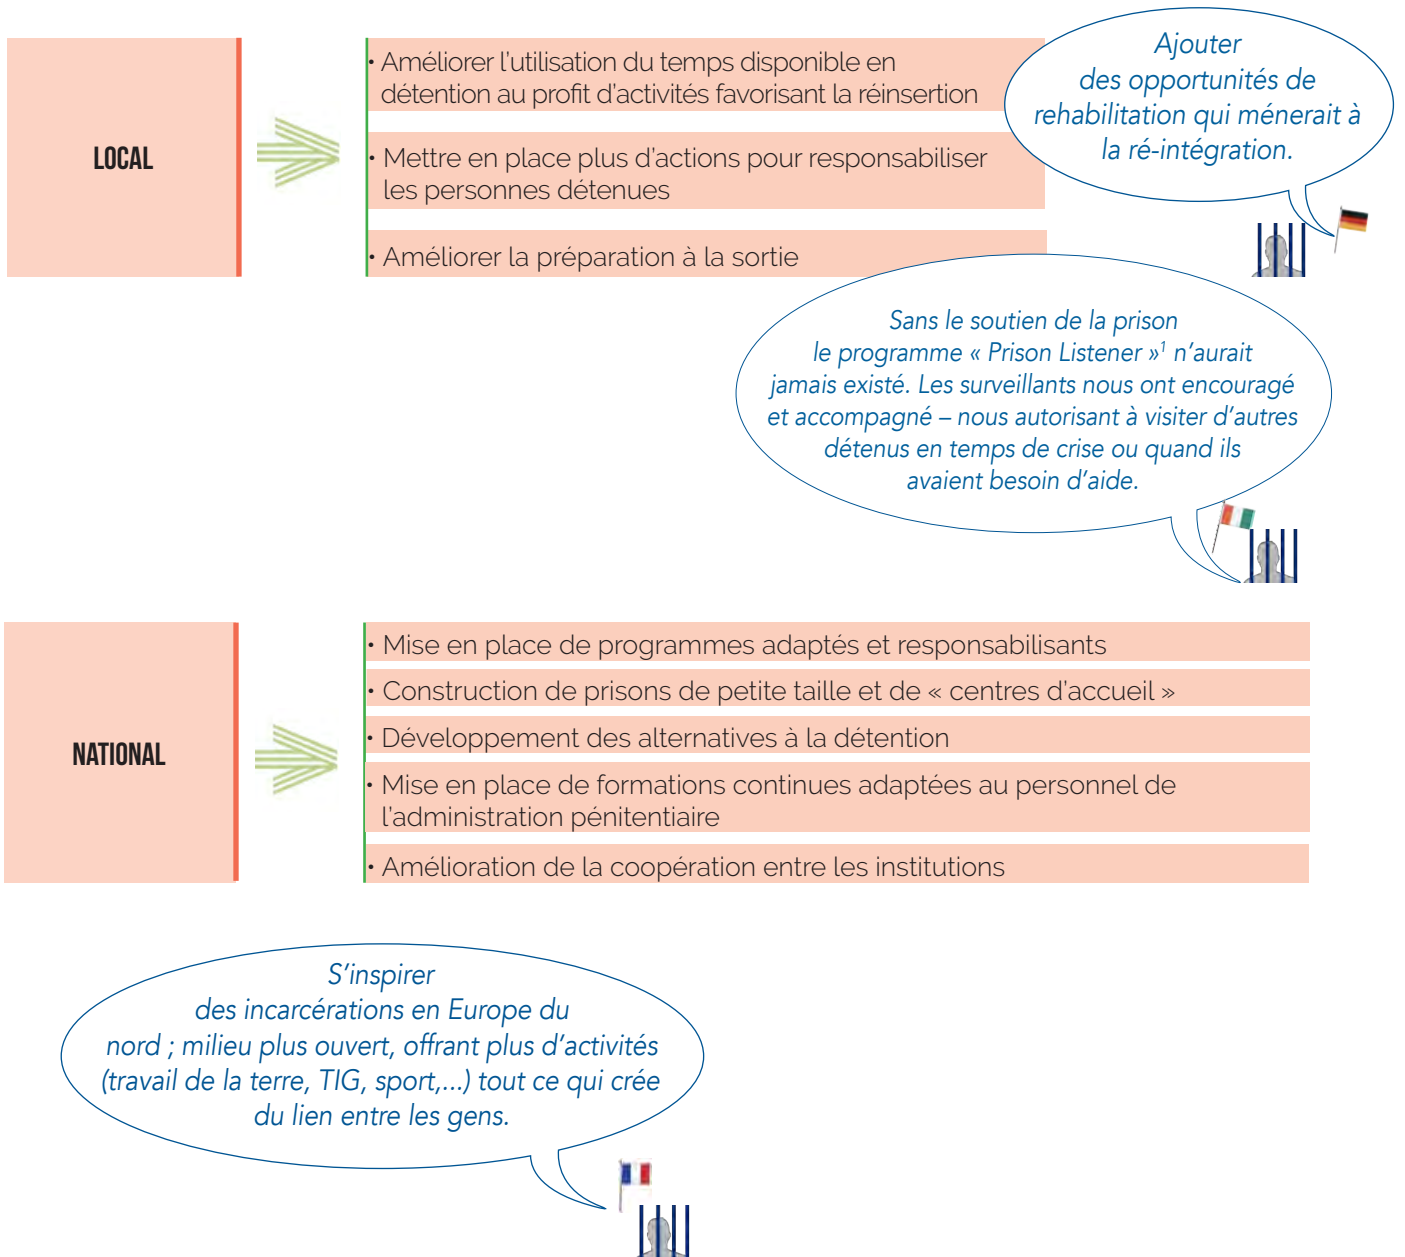 LOCAL
• Améliorer l'utilisation du temps disponible en
détention au profit d'activités favorisant la réinsertion
• Mettre en place plus d'actions pour responsabiliser
les personnes détenues
• Améliorer la préparation à la sortie
Ajouter
des opportunités de
rehabilitation qui ménerait à
la ré-intégration.
Sans le soutien de la prison
le programme « Prison Listener »¹ n'aurait
jamais existé. Les surveillants nous ont encouragé
et accompagné – nous autorisant à visiter d'autres
détenus en temps de crise ou quand ils
avaient besoin d'aide.
NATIONAL
• Mise en place de programmes adaptés et responsabilisants
• Construction de prisons de petite taille et de « centres d'accueil »
• Développement des alternatives à la détention
• Mise en place de formations continues adaptées au personnel de
l'administration pénitentiaire
• Amélioration de la coopération entre les institutions
S'inspirer
des incarcérations en Europe du
nord ; milieu plus ouvert, offrant plus d'activités
(travail de la terre, TIG, sport,...) tout ce qui crée
du lien entre les gens.